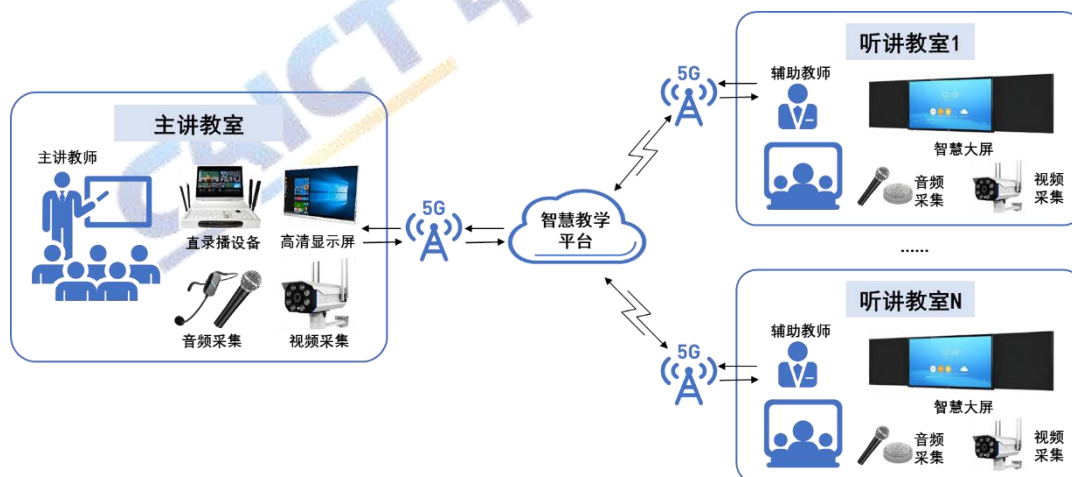 CAICT
主讲教室
主讲教师
直录播设备
高清显示屏
音频采集
视频采集
5G
智慧教学
平台
5G
听讲教室1
辅助教师
智慧大屏
音频
采集
视频
采集
......
5G
听讲教室N
辅助教师
智慧大屏
音频
采集
视频
采集